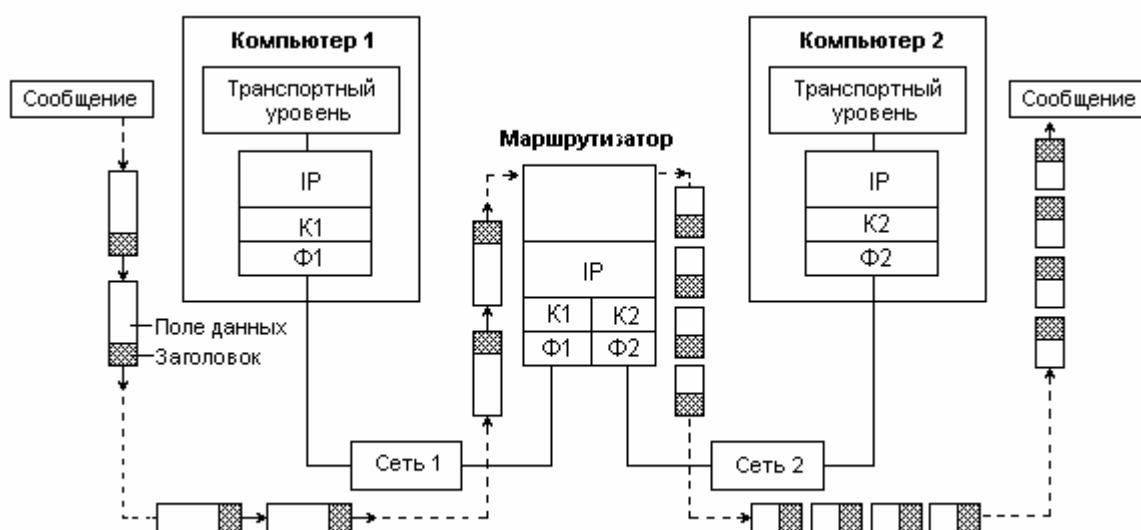 Компьютер 1
Компьютер 2
Сообщение
Транспортный
уровень
Транспортный
уровень
Сообщение
Маршрутизатор
IP
IP
К1
К2
Ф1
Ф2
IP
К1 К2
Ф1 Ф2
Поле данных
Заголовок
Сеть 1
Сеть 2